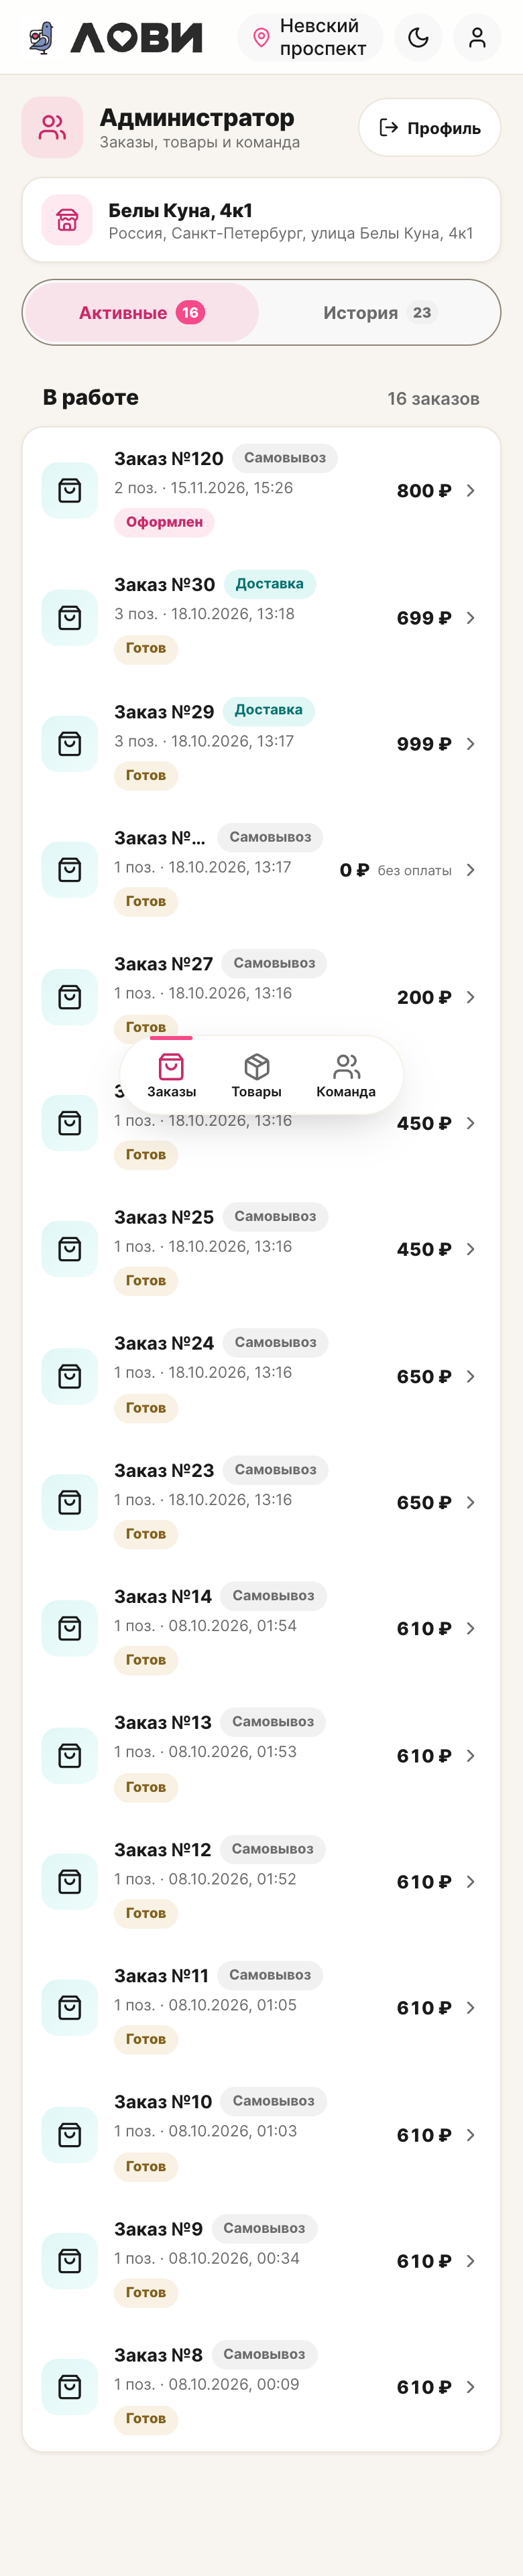 ЛОВИ
Невский
проспект
Администратор
Заказы, товары и команда
Профиль
Белы Куна, 4к1
Россия, Санкт-Петербург, улица Белы Куна, 4к1
Активные 16
История 23
В работе
16 заказов
Заказ №120 Самовывоз
2 поз. · 15.11.2026, 15:26
800 ₽
Оформлен
Заказ №30 Доставка
3 поз. · 18.10.2026, 13:18
699 ₽
Готов
Заказ №29 Доставка
3 поз. · 18.10.2026, 13:17
999 ₽
Готов
Заказ №... Самовывоз
1 поз. · 18.10.2026, 13:17
0 ₽ без оплаты
Готов
Заказ №27 Самовывоз
1 поз. · 18.10.2026, 13:16
200 ₽
Готов
Заказы
Товары
Команда
1 поз. · 18.10.2026, 13:16
450 ₽
Готов
Заказ №25 Самовывоз
1 поз. · 18.10.2026, 13:16
450 ₽
Готов
Заказ №24 Самовывоз
1 поз. · 18.10.2026, 13:16
650 ₽
Готов
Заказ №23 Самовывоз
1 поз. · 18.10.2026, 13:16
650 ₽
Готов
Заказ №14 Самовывоз
1 поз. · 08.10.2026, 01:54
610 ₽
Готов
Заказ №13 Самовывоз
1 поз. · 08.10.2026, 01:53
610 ₽
Готов
Заказ №12 Самовывоз
1 поз. · 08.10.2026, 01:52
610 ₽
Готов
Заказ №11 Самовывоз
1 поз. · 08.10.2026, 01:05
610 ₽
Готов
Заказ №10 Самовывоз
1 поз. · 08.10.2026, 01:03
610 ₽
Готов
Заказ №9 Самовывоз
1 поз. · 08.10.2026, 00:34
610 ₽
Готов
Заказ №8 Самовывоз
1 поз. · 08.10.2026, 00:09
610 ₽
Готов